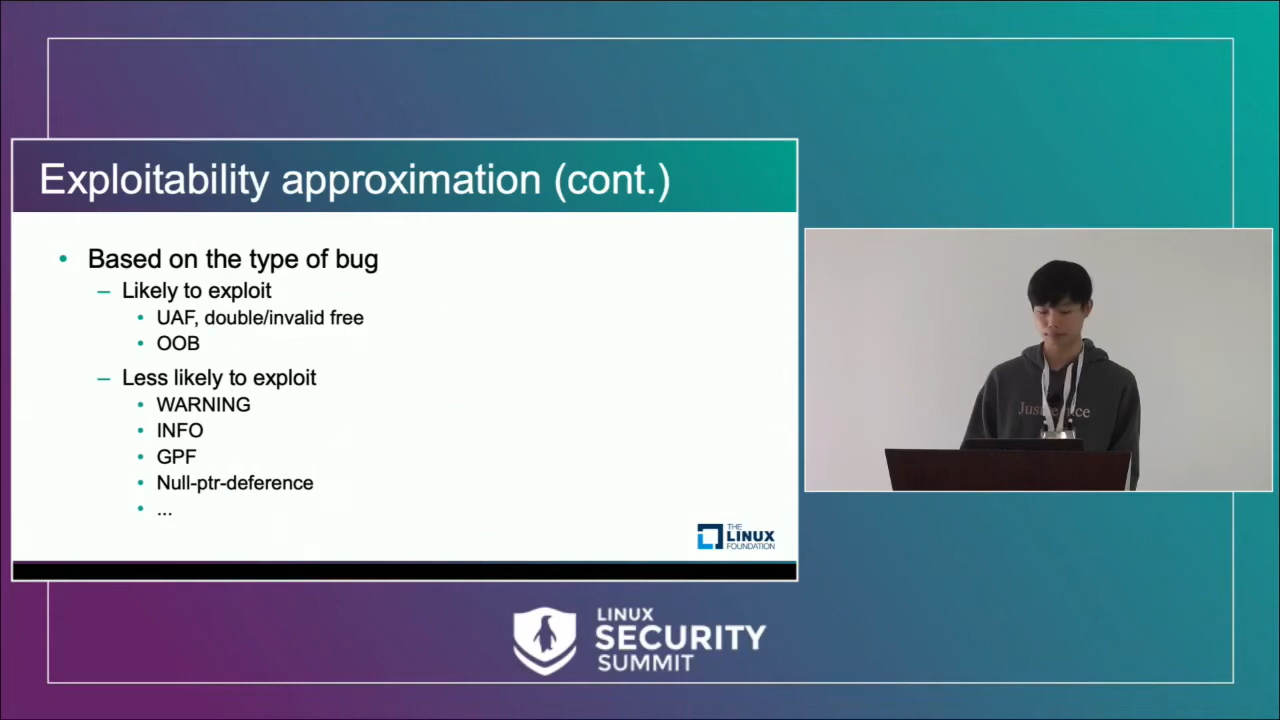 Exploitability approximation (cont.)
• Based on the type of bug
– Likely to exploit
• UAF, double/invalid free
• OOB
– Less likely to exploit
• WARNING
• INFO
• GPF
• Null-ptr-deference
• ...
THE
LINUX
FOUNDATION
LINUX
SECURITY
SUMMIT